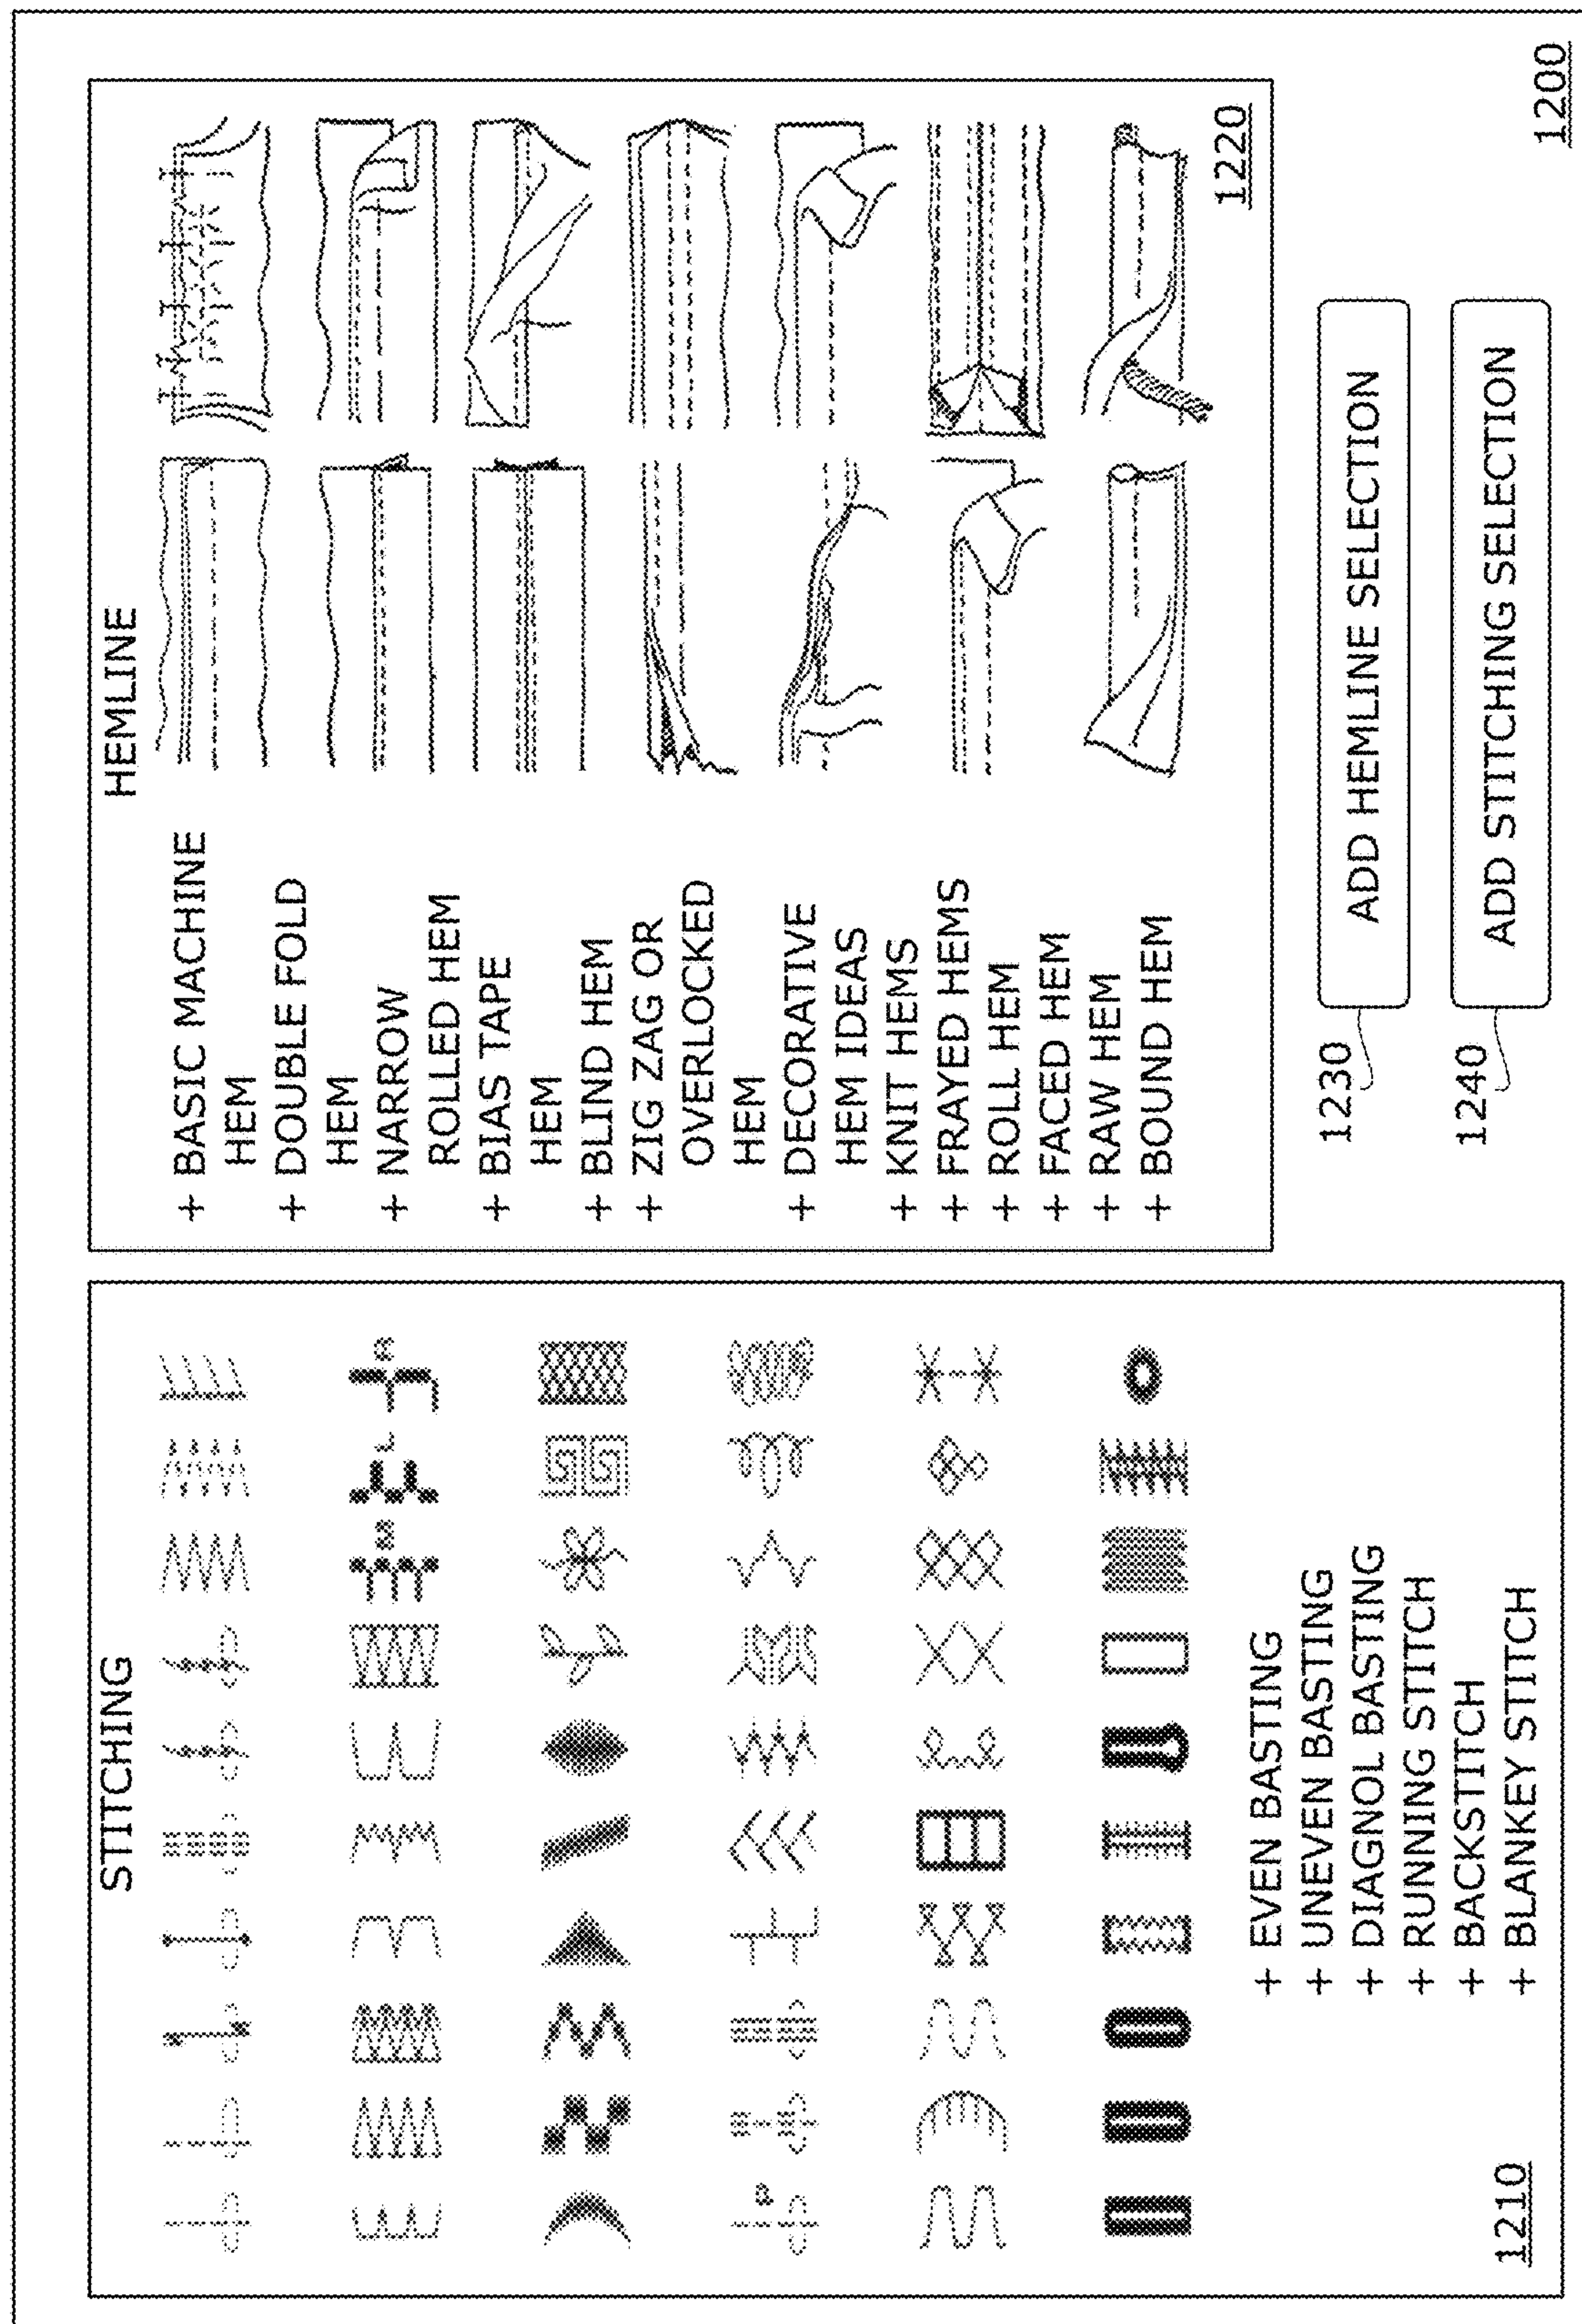 STITCHING
+ EVEN BASTING
+ UNEVEN BASTING
+ DIAGNOL BASTING
+ RUNNING STITCH
+ BACKSTITCH
+ BLANKEY STITCH
1210
HEMLINE
+ BASIC MACHINE
HEM
+ DOUBLE FOLD
HEM
+ NARROW
ROLLED HEM
+ BIAS TAPE
HEM
+ BLIND HEM
+ ZIG ZAG OR
OVERLOCKED
HEM
+ DECORATIVE
HEM IDEAS
+ KNIT HEMS
+ FRAYED HEMS
+ ROLL HEM
+ FACED HEM
+ RAW HEM
+ BOUND HEM
1220
1230
ADD HEMLINE SELECTION
1240
ADD STITCHING SELECTION
1200